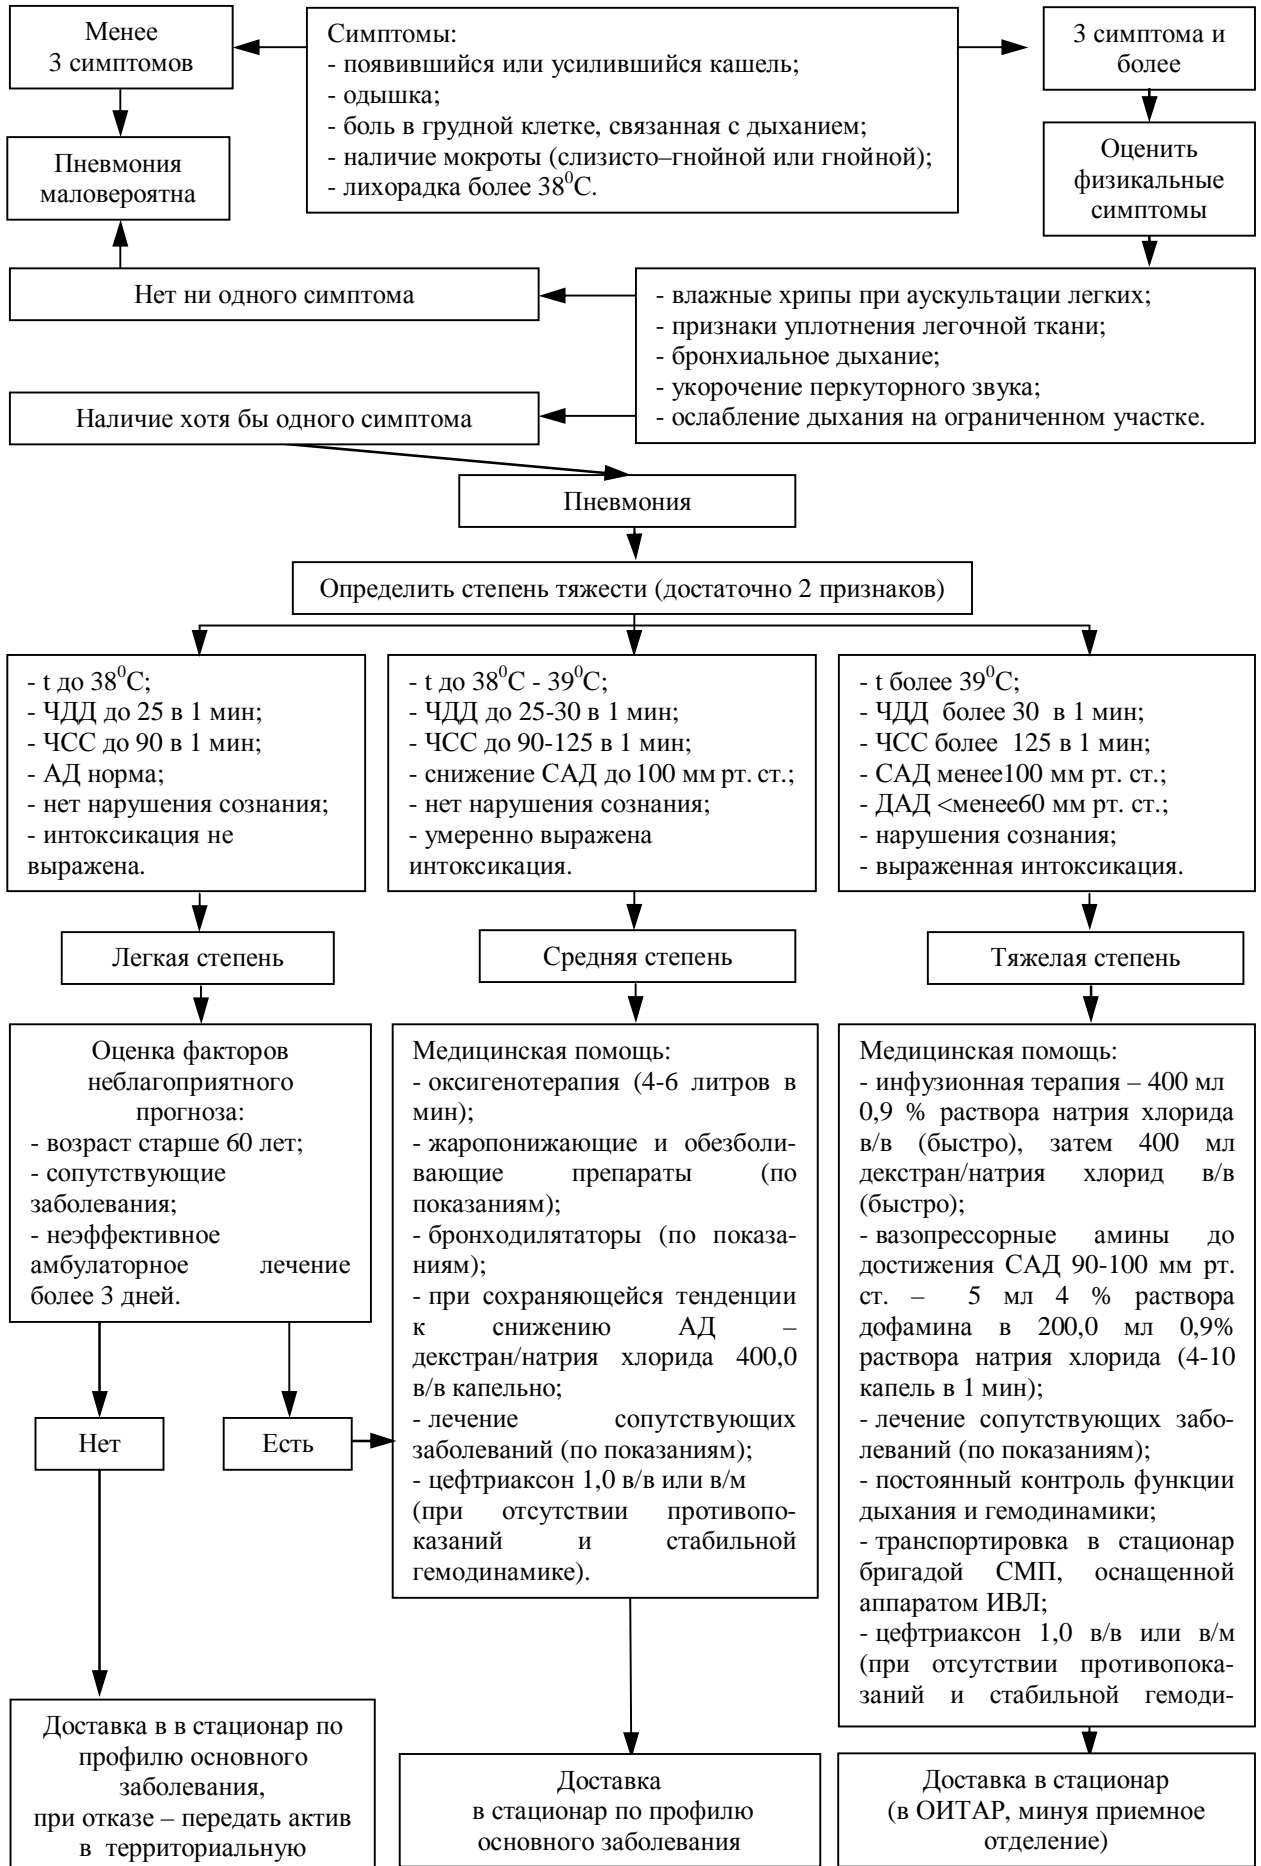 Менее
3 симптомов
Симптомы:
- появившийся или усилившийся кашель;
- одышка;
- боль в грудной клетке, связанная с дыханием;
- наличие мокроты (слизисто–гнойной или гнойной);
- лихорадка более 38⁰С.
3 симптома и
более
Пневмония
маловероятна
Оценить
физикальные
симптомы
Нет ни одного симптома
- влажные хрипы при аускультации легких;
- признаки уплотнения легочной ткани;
- бронхиальное дыхание;
- укорочение перкуторного звука;
- ослабление дыхания на ограниченном участке.
Наличие хотя бы одного симптома
Пневмония
Определить степень тяжести (достаточно 2 признаков)
- t до 38⁰С;
- ЧДД до 25 в 1 мин;
- ЧСС до 90 в 1 мин;
- АД норма;
- нет нарушения сознания;
- интоксикация не
выражена.
- t до 38⁰С - 39⁰С;
- ЧДД до 25-30 в 1 мин;
- ЧСС до 90-125 в 1 мин;
- снижение САД до 100 мм рт. ст.;
- нет нарушения сознания;
- умеренно выражена
интоксикация.
- t более 39⁰С;
- ЧДД более 30 в 1 мин;
- ЧСС более 125 в 1 мин;
- САД менее100 мм рт. ст.;
- ДАД <менее60 мм рт. ст.;
- нарушения сознания;
- выраженная интоксикация.
Легкая степень
Средняя степень
Тяжелая степень
Оценка факторов
неблагоприятного
прогноза:
- возраст старше 60 лет;
- сопутствующие
заболевания;
- неэффективное
амбулаторное лечение
более 3 дней.
Медицинская помощь:
- оксигенотерапия (4-6 литров в
мин);
- жаропонижающие и обезболи-
вающие препараты (по
показаниям);
- бронходилятаторы (по показа-
ниям);
- при сохраняющейся тенденции
к снижению АД –
декстран/натрия хлорида 400,0
в/в капельно;
- лечение сопутствующих
заболеваний (по показаниям);
- цефтриаксон 1,0 в/в или в/м
(при отсутствии противопо-
казаний и стабильной
гемодинамике).
Медицинская помощь:
- инфузионная терапия – 400 мл
0,9 % раствора натрия хлорида
в/в (быстро), затем 400 мл
декстран/натрия хлорид в/в
(быстро);
- вазопрессорные амины до
достижения САД 90-100 мм рт.
ст. – 5 мл 4 % раствора
дофамина в 200,0 мл 0,9%
раствора натрия хлорида (4-10
капель в 1 мин);
- лечение сопутствующих забо-
леваний (по показаниям);
- постоянный контроль функции
дыхания и гемодинамики;
- транспортировка в стационар
бригадой СМП, оснащенной
аппаратом ИВЛ;
- цефтриаксон 1,0 в/в или в/м
(при отсутствии противопока-
заний и стабильной гемоди-
Нет
Есть
Доставка в в стационар по
профилю основного
заболевания,
при отказе – передать актив
в территориальную
Доставка
в стационар по профилю
основного заболевания
Доставка в стационар
(в ОИТАР, минуя приемное
отделение)